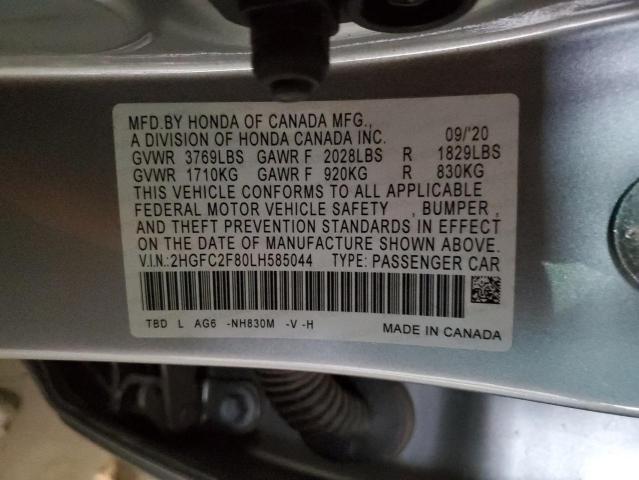 MFD.BY HONDA OF CANADA MFG.,
A DIVISION OF HONDA CANADA INC. 09/'20
GVWR 3769LBS GAWR F 2028LBS R 1829LBS
GVWR 1710KG GAWR F 920KG R 830KG
THIS VEHICLE CONFORMS TO ALL APPLICABLE
FEDERAL MOTOR VEHICLE SAFETY , BUMPER ,
AND THEFT PREVENTION STANDARDS IN EFFECT
ON THE DATE OF MANUFACTURE SHOWN ABOVE.
V.I.N.:2HGFC2F80LH585044 TYPE: PASSENGER CAR
TBD L AG6 -NH830M -V -H MADE IN CANADA